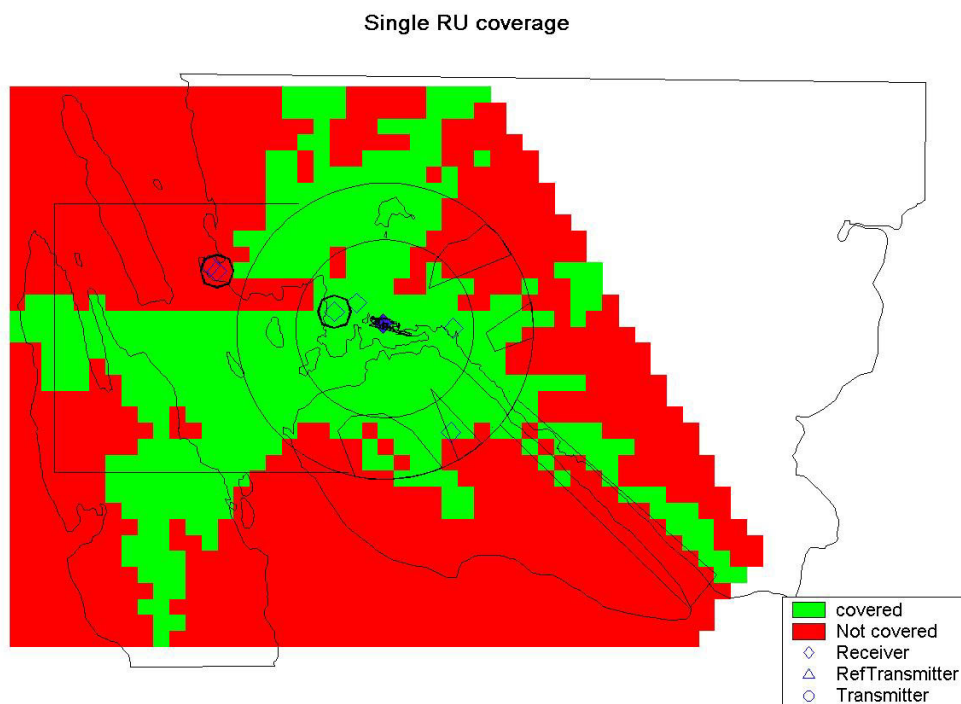 Single RU coverage
covered
Not covered
Receiver
RefTransmitter
Transmitter